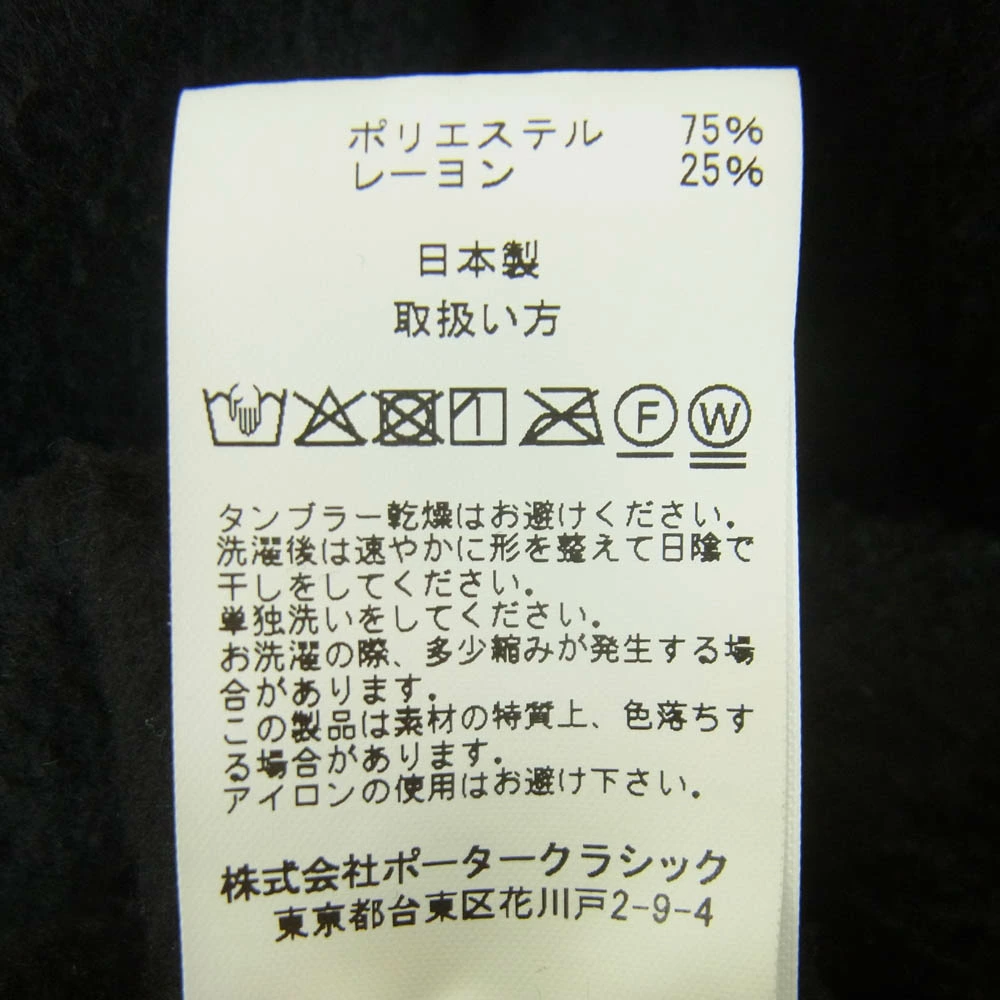 ポリエステル 75%
レーヨン 25%
日本製
取扱い方
F W
タンブラー乾燥はお避けください.
洗濯後は速やかに形を整えて日陰で
干しをしてください.
単独洗いをしてください.
お洗濯の際、多少縮みが発生する場
合があります.
この製品は素材の特質上、色落ちす
る場合があります.
アイロンの使用はお避け下さい.
株式会社ポータークラシック
東京都台東区花川戸2-9-4